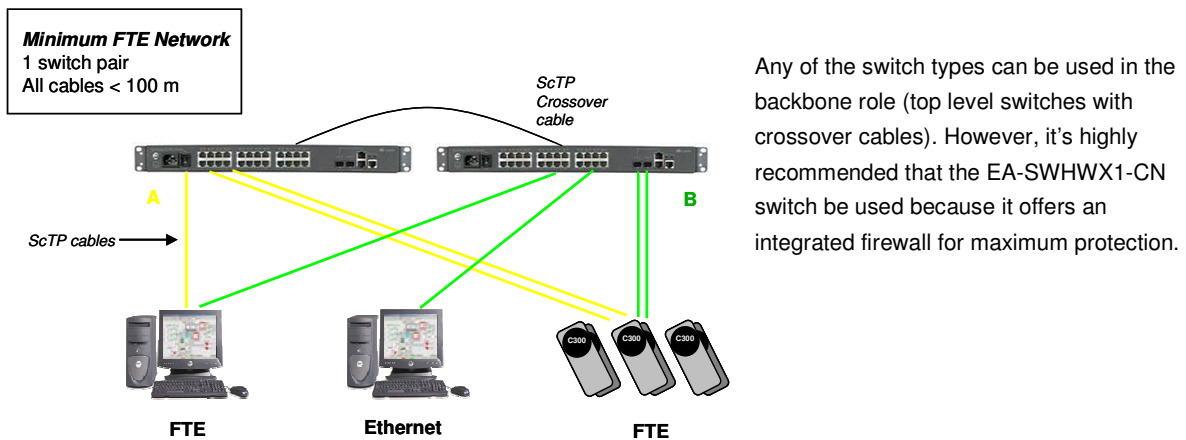 Minimum FTE Network
1 switch pair
All cables < 100 m
ScTP
Crossover
cable
A
B
ScTP cables
C300
C300
C300
FTE
Ethernet
FTE
Any of the switch types can be used in the
backbone role (top level switches with
crossover cables). However, it's highly
recommended that the EA-SWHWX1-CN
switch be used because it offers an
integrated firewall for maximum protection.